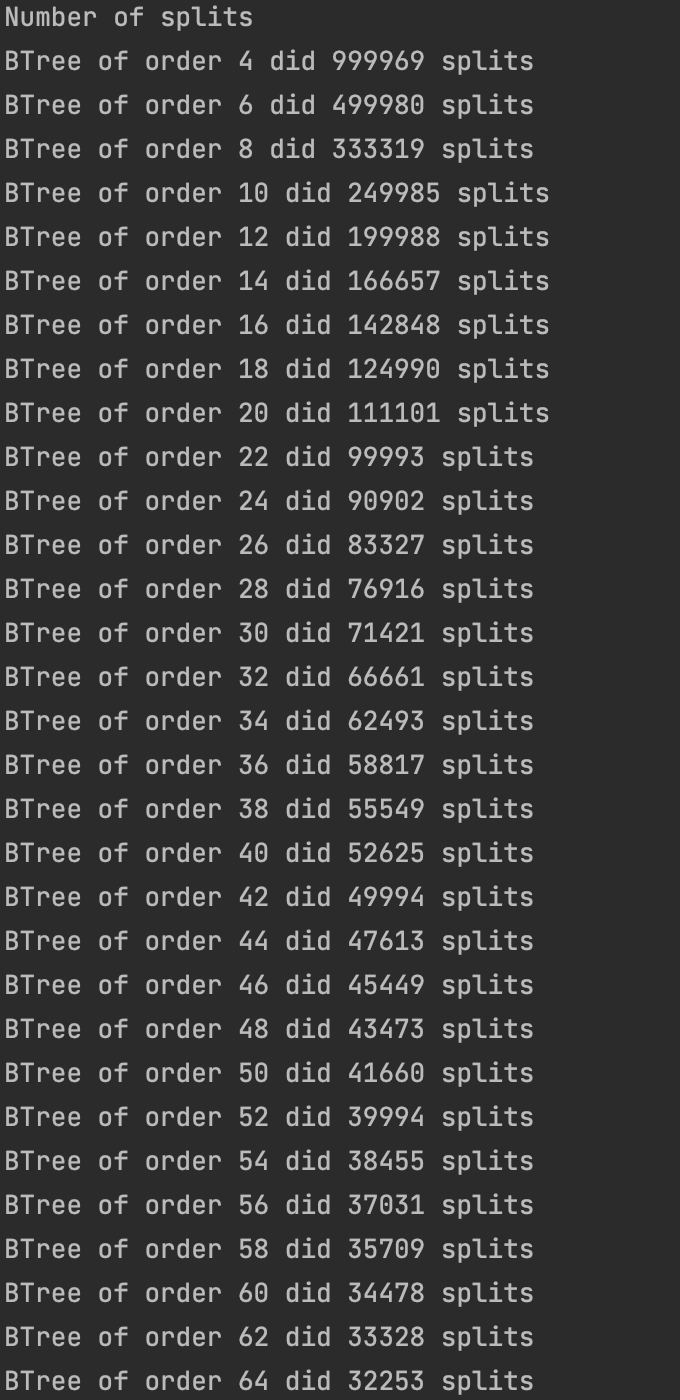 Number of splits
BTree of order 4 did 999969 splits
BTree of order 6 did 499980 splits
BTree of order 8 did 333319 splits
BTree of order 10 did 249985 splits
BTree of order 12 did 199988 splits
BTree of order 14 did 166657 splits
BTree of order 16 did 142848 splits
BTree of order 18 did 124990 splits
BTree of order 20 did 111101 splits
BTree of order 22 did 99993 splits
BTree of order 24 did 90902 splits
BTree of order 26 did 83327 splits
BTree of order 28 did 76916 splits
BTree of order 30 did 71421 splits
BTree of order 32 did 66661 splits
BTree of order 34 did 62493 splits
BTree of order 36 did 58817 splits
BTree of order 38 did 55549 splits
BTree of order 40 did 52625 splits
BTree of order 42 did 49994 splits
BTree of order 44 did 47613 splits
BTree of order 46 did 45449 splits
BTree of order 48 did 43473 splits
BTree of order 50 did 41660 splits
BTree of order 52 did 39994 splits
BTree of order 54 did 38455 splits
BTree of order 56 did 37031 splits
BTree of order 58 did 35709 splits
BTree of order 60 did 34478 splits
BTree of order 62 did 33328 splits
BTree of order 64 did 32253 splits